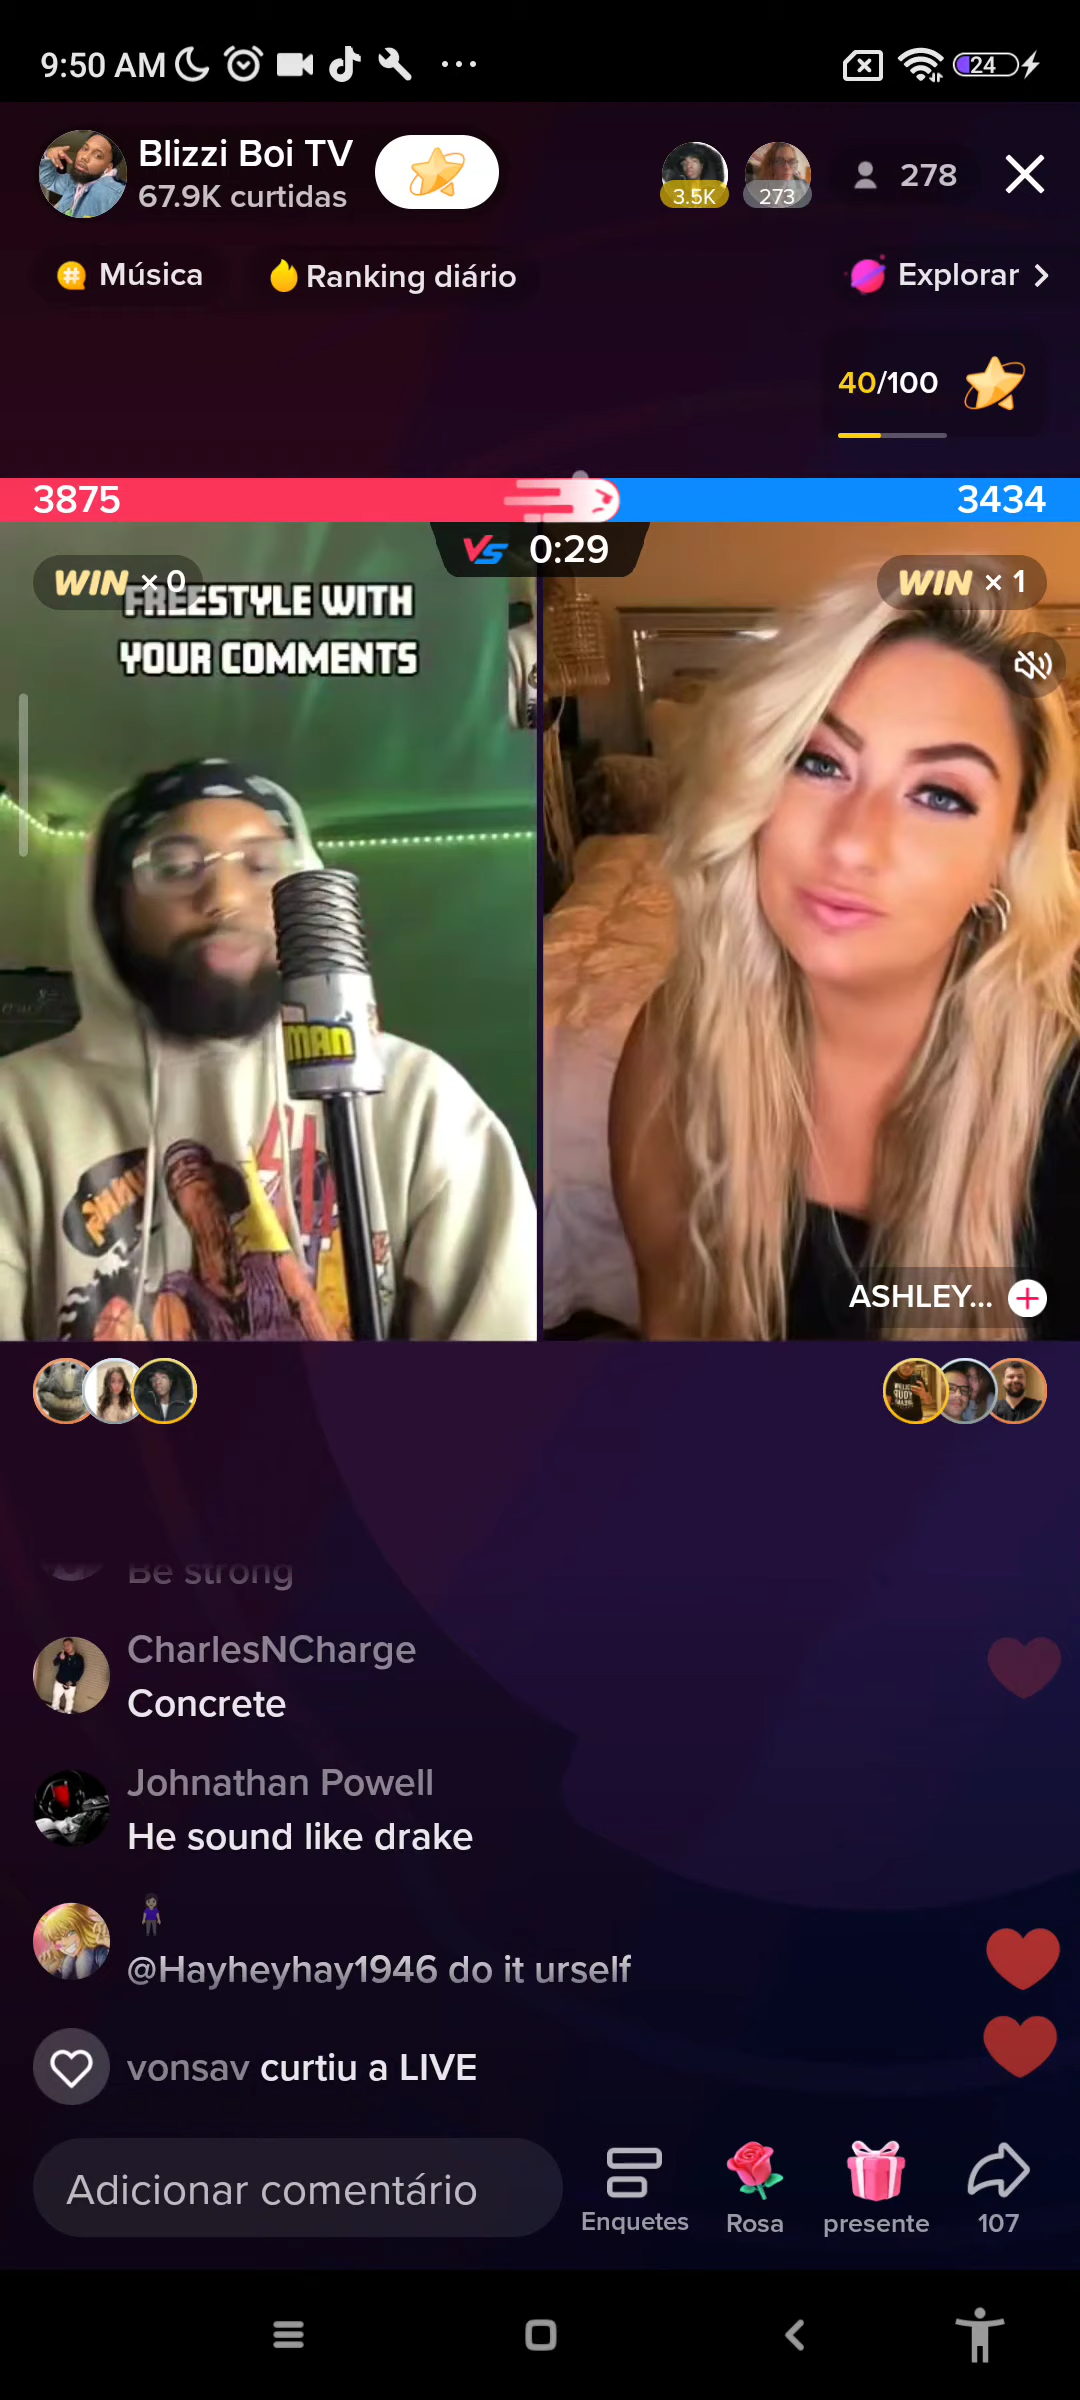 9:50 AM
24
Blizzi Boi TV
67.9K curtidas
3.5K
273
278
Música
Ranking diário
Explorar
40/100
3875
3434
VS 0:29
WIN × 0
WIN × 1
FREESTYLE WITH
YOUR COMMENTS
MAN
ASHLEY...
Be strong
CharlesNCharge
Concrete
Johnathan Powell
He sound like drake
@Hayheyhay1946 do it urself
vonsav curtiu a LIVE
Adicionar comentário
Enquetes
Rosa
presente
107